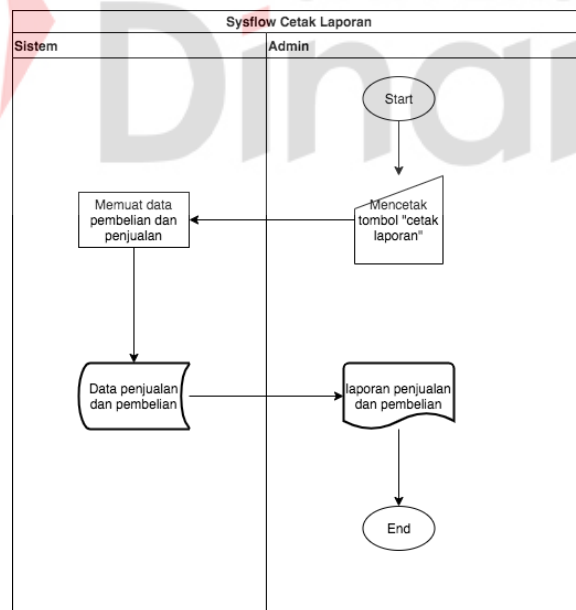 Dinar
Sysflow Cetak Laporan
Sistem
Admin
Start
Mencetak
tombol "cetak
laporan"
Memuat data
pembelian dan
penjualan
Data penjualan
dan pembelian
laporan penjualan
dan pembelian
End